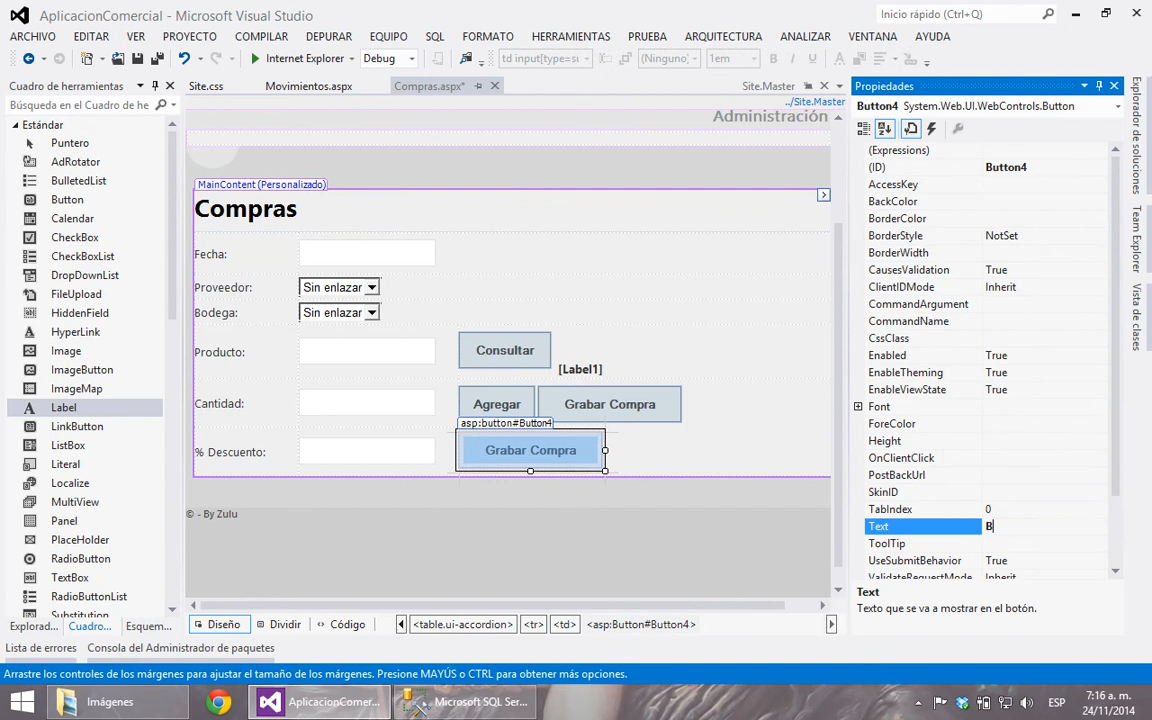 AplicacionComercial - Microsoft Visual Studio
Inicio rápido (Ctrl+Q)
ARCHIVO EDITAR VER PROYECTO COMPILAR DEPURAR EQUIPO SQL FORMATO HERRAMIENTAS PRUEBA ARQUITECTURA ANALIZAR VENTANA AYUDA
Internet Explorer Debug (Ninguno) 1em
Cuadro de herramientas
Búsqueda en el Cuadro de he
Estándar
Puntero
AdRotator
BulletedList
Button
Calendar
CheckBox
CheckBoxList
DropDownList
FileUpload
HiddenField
HyperLink
Image
ImageButton
ImageMap
Label
LinkButton
ListBox
Literal
Localize
MultiView
Panel
PlaceHolder
RadioButton
TextBox
RadioButtonList
Substitution
Explorad... Cuadro... Esquem...
Site.css Movimientos.aspx Compras.aspx* Site.Master
../Site.Master
Administración
MainContent (Personalizado)
Compras
Fecha:
Proveedor: Sin enlazar
Bodega: Sin enlazar
Producto: Consultar [Label1]
Cantidad: Agregar Grabar Compra
asp:button#Button4
% Descuento: Grabar Compra
© - By Zulu
Diseño Dividir Código <table.ui-accordion> <tr> <td> <asp:Button#Button4>
Propiedades
Button4 System.Web.UI.WebControls.Button
(Expressions)
(ID) Button4
AccessKey
BackColor
BorderColor
BorderStyle NotSet
BorderWidth
CausesValidation True
ClientIDMode Inherit
CommandArgument
CommandName
CssClass
Enabled True
EnableTheming True
EnableViewState True
Font
ForeColor
Height
OnClientClick
PostBackUrl
SkinID
TabIndex 0
Text B
ToolTip
UseSubmitBehavior True
ValidateRequestMode Inherit
Text
Texto que se va a mostrar en el botón.
Explorador de soluciones
Team Explorer
Vista de clases
Lista de errores Consola del Administrador de paquetes
Arrastre los controles de los márgenes para ajustar el tamaño de los márgenes. Presione MAYÚS o CTRL para obtener más opciones.
Imágenes AplicacionComer... Microsoft SQL Se...
ESP
7:16 a. m.
24/11/2014